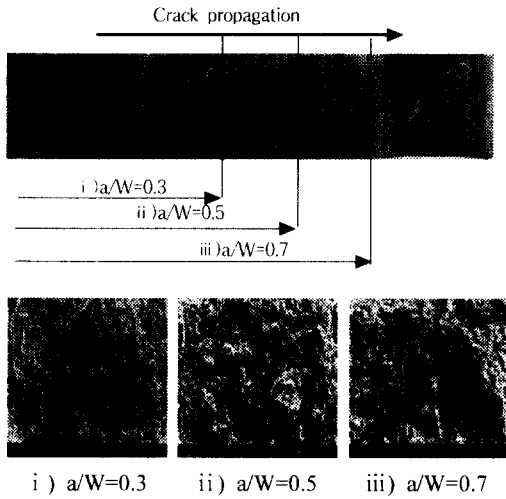 Crack propagation
i )a/W=0.3
ii )a/W=0.5
iii)a/W=0.7
i ) a/W=0.3
ii ) a/W=0.5
iii) a/W=0.7